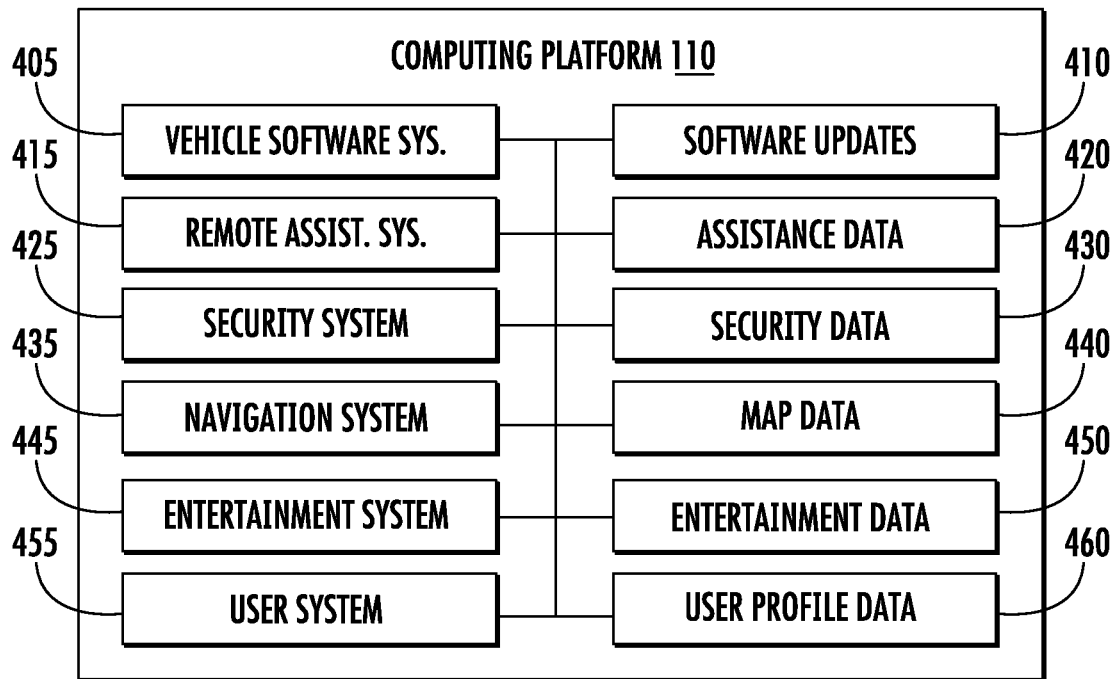 COMPUTING PLATFORM 110
405 VEHICLE SOFTWARE SYS. SOFTWARE UPDATES 410
415 REMOTE ASSIST. SYS. ASSISTANCE DATA 420
425 SECURITY SYSTEM SECURITY DATA 430
435 NAVIGATION SYSTEM MAP DATA 440
445 ENTERTAINMENT SYSTEM ENTERTAINMENT DATA 450
455 USER SYSTEM USER PROFILE DATA 460